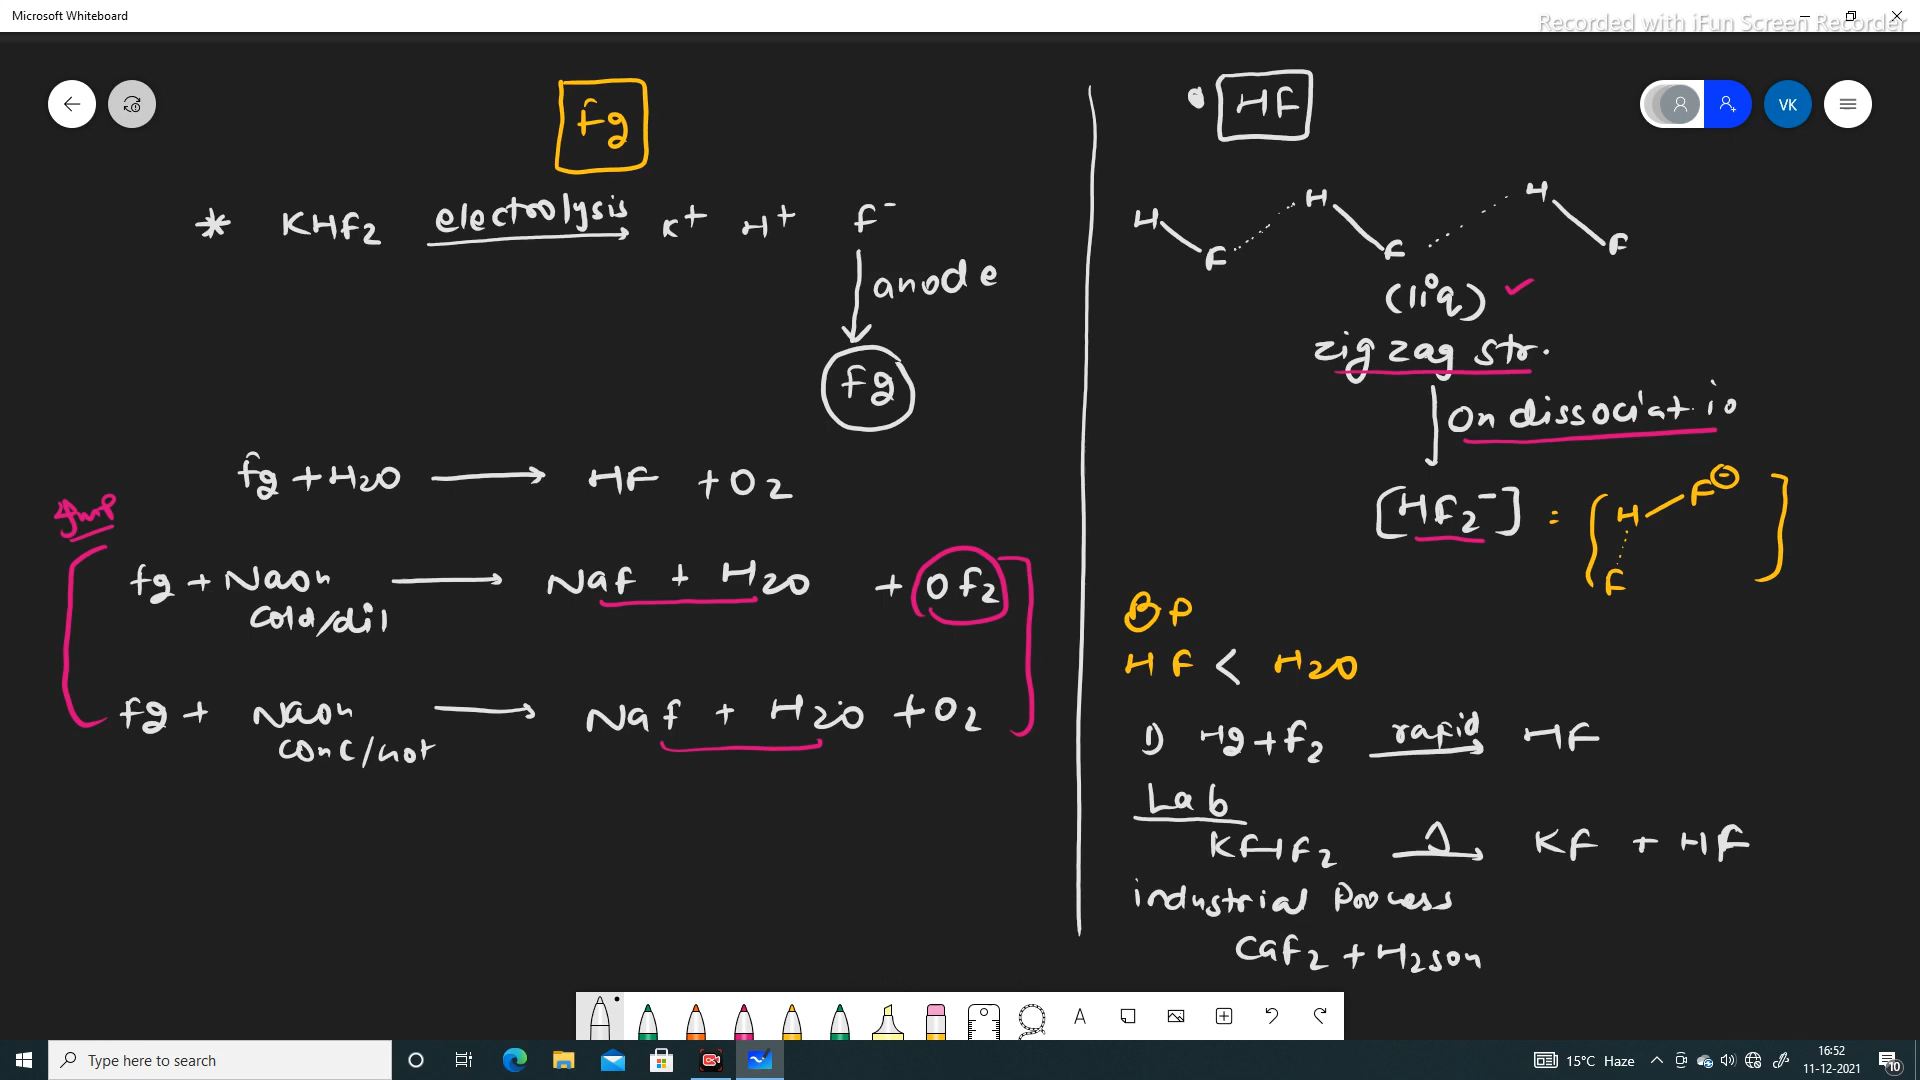 Microsoft Whiteboard
Recorded with iFun Screen Recorder
VK
F2
* KHF2 electrolysis K+ H+ F-
anode
F2
F2 + H2O → HF + O2
Imp
F2 + NaOH → NaF + H2O + OF2
cold/dil
F2 + NaOH → NaF + H2O + O2
conc/hot
• HF
H H H
F F F
(liq) ✓
zig zag str.
On dissociatio
[HF2-] = [H F ⊖
F]
BP
HF < H2O
1) H2 + F2 rapid → HF
Lab
KFHF2 Δ → KF + HF
industrial Process
CaF2 + H2SO4
A
Type here to search
15°C Haze
16:52
11-12-2021
10